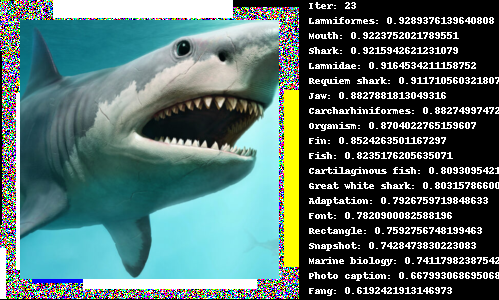 Iter: 23
Lamniformes: 0.9289376139640808
Mouth: 0.9223752021789551
Shark: 0.9215942621231079
Lamnidae: 0.9164534211158752
Requiem shark: 0.911710560321807
Jaw: 0.8827881813049316
Carcharhiniformes: 0.88274997472
Organism: 0.8704022765159607
Fin: 0.8524263501167297
Fish: 0.8235176205635071
Cartilaginous fish: 0.8093095421
Great white shark: 0.80315786600
Adaptation: 0.7926759719848633
Font: 0.7820900082588196
Rectangle: 0.7592756748199463
Snapshot: 0.7428473830223083
Marine biology: 0.74117982387542
Photo caption: 0.66799306869506​8
Fang: 0.6192421913146973